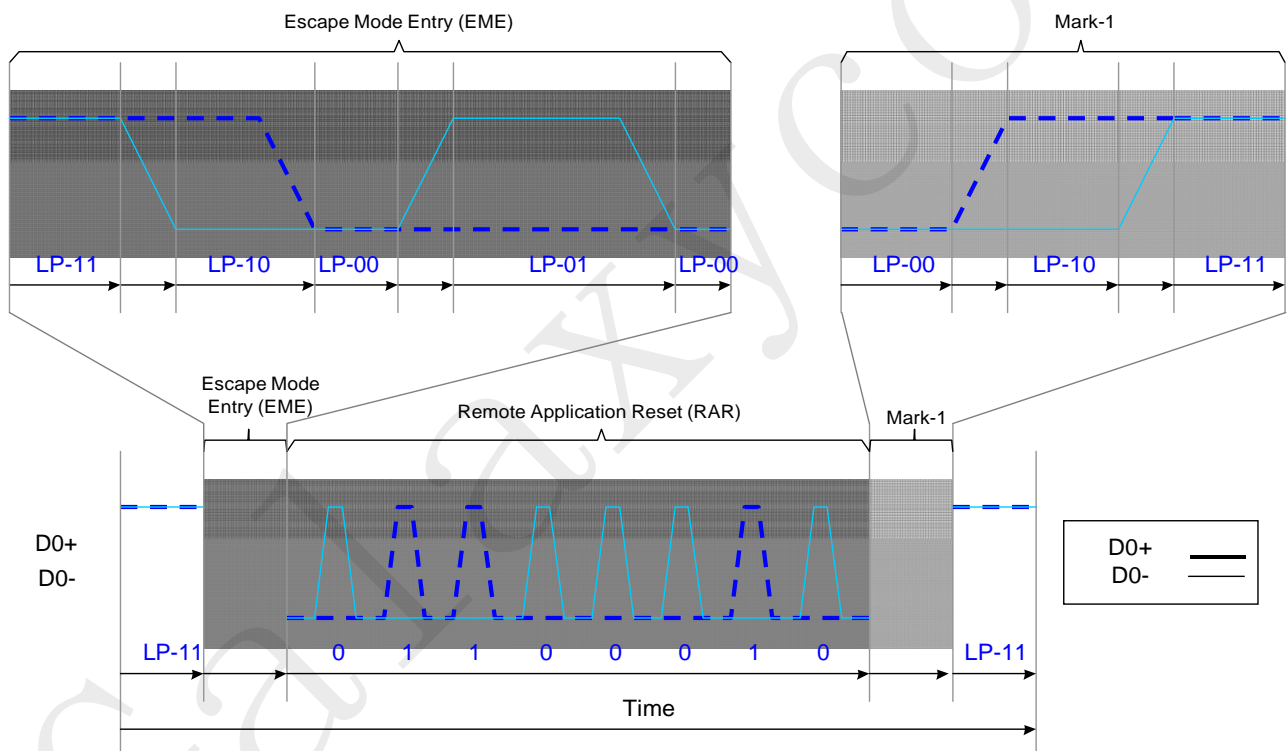 Escape Mode Entry (EME)
Mark-1
LP-11 LP-10 LP-00 LP-01 LP-00
LP-00 LP-10 LP-11
Escape Mode
Entry (EME)
Remote Application Reset (RAR)
Mark-1
D0+
D0-
D0+
D0-
LP-11 0 1 1 0 0 0 1 0 LP-11
Time